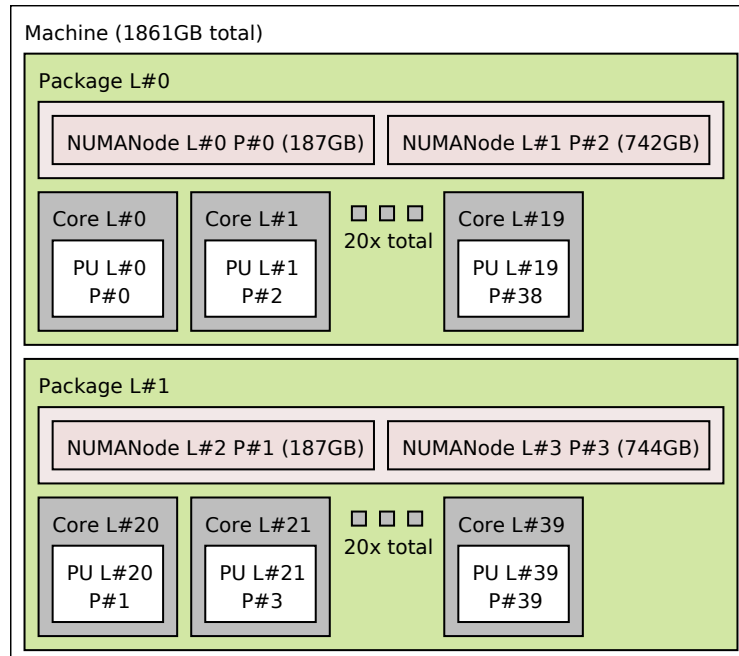 Machine (1861GB total)
Package L#0
NUMANode L#0 P#0 (187GB)
NUMANode L#1 P#2 (742GB)
Core L#0
Core L#1
20x total
Core L#19
PU L#0
P#0
PU L#1
P#2
PU L#19
P#38
Package L#1
NUMANode L#2 P#1 (187GB)
NUMANode L#3 P#3 (744GB)
Core L#20
Core L#21
20x total
Core L#39
PU L#20
P#1
PU L#21
P#3
PU L#39
P#39